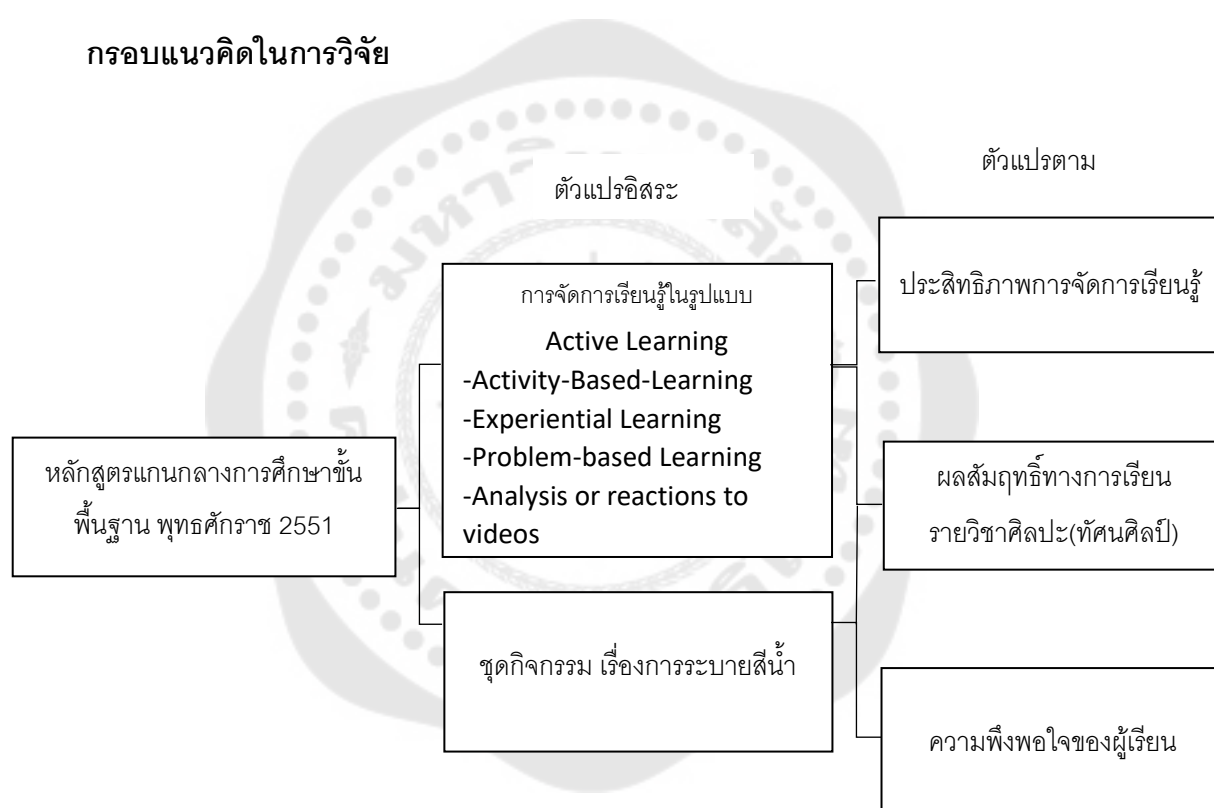 กรอบแนวคิดในการวิจัย
ตัวแปรอิสระ
ตัวแปรตาม
หลักสูตรแกนกลางการศึกษาขั้น
พื้นฐาน พุทธศักราช 2551
การจัดการเรียนรู้ในรูปแบบ
Active Learning
-Activity-Based-Learning
-Experiential Learning
-Problem-based Learning
-Analysis or reactions to
videos
ชุดกิจกรรม เรื่องการระบายสีน้ำ
ประสิทธิภาพการจัดการเรียนรู้
ผลสัมฤทธิ์ทางการเรียน
รายวิชาศิลปะ(ทัศนศิลป์)
ความพึงพอใจของผู้เรียน